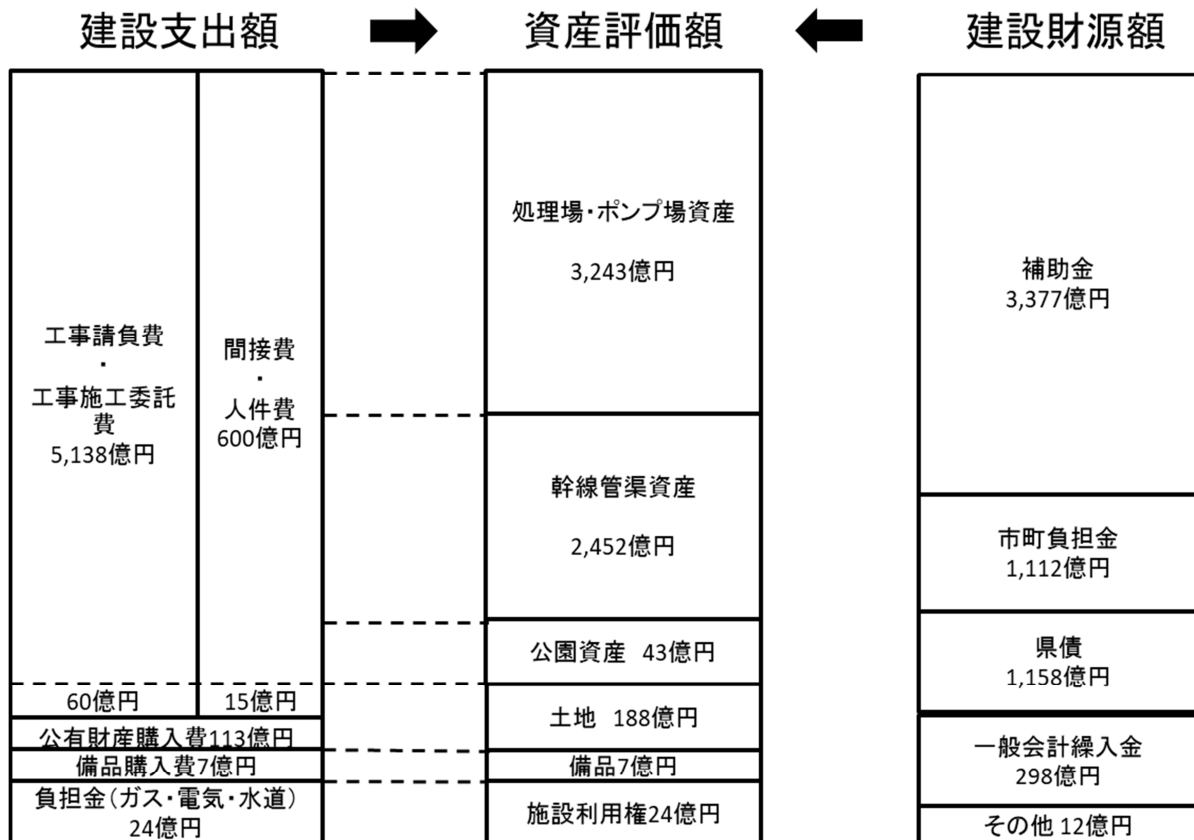 建設支出額
資産評価額
建設財源額
工事請負費
・
工事施工委託
費
5,138億円
間接費
・
人件費
600億円
60億円
15億円
公有財産購入費113億円
備品購入費7億円
負担金(ガス・電気・水道)
24億円
処理場・ポンプ場資産
3,243億円
幹線管渠資産
2,452億円
公園資産 43億円
土地 188億円
備品7億円
施設利用権24億円
補助金
3,377億円
市町負担金
1,112億円
県債
1,158億円
一般会計繰入金
298億円
その他 12億円